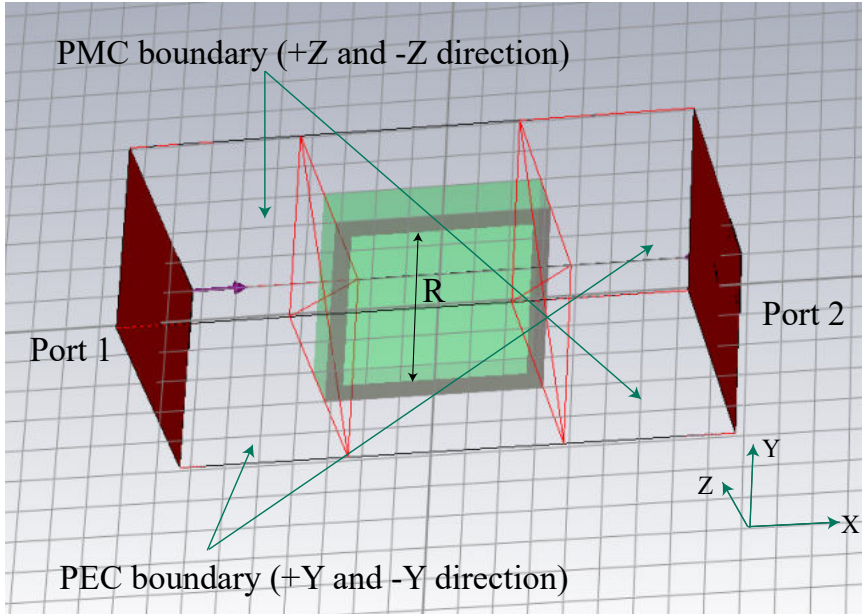 PMC boundary (+Z and -Z direction)
R
Port 1
Port 2
Y
Z
X
PEC boundary (+Y and -Y direction)